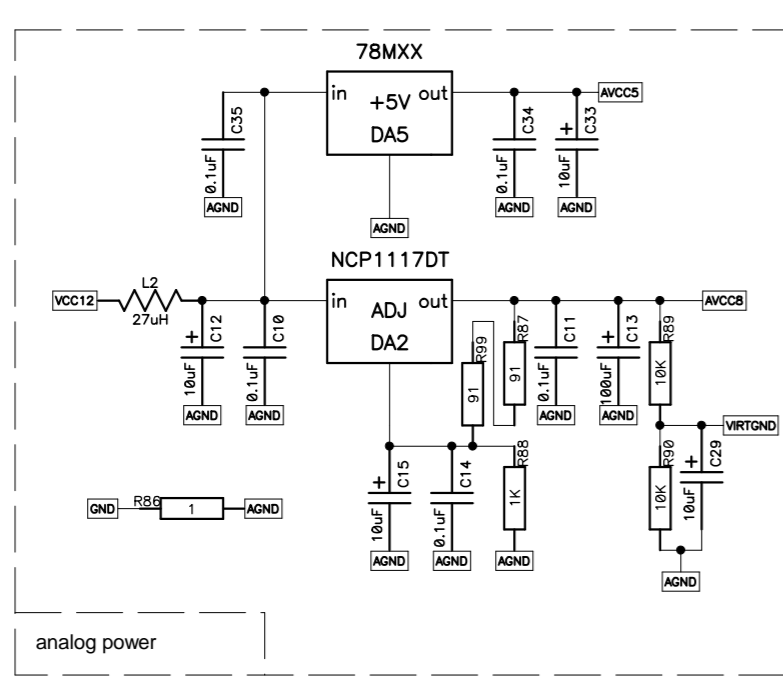 78MXX
in
+5V
out
DA5
AVCC5
C35
0.1uF
AGND
AGND
C34
0.1uF
AGND
+
C33
10uF
AGND
NCP1117DT
in
ADJ
out
DA2
VCC12
L2
27uH
AVCC8
+
C12
10uF
AGND
C10
0.1uF
AGND
R99
91
R87
91
C11
0.1uF
AGND
+
C13
100uF
AGND
R89
10K
VIRTGND
+
C15
10uF
AGND
C14
0.1uF
AGND
R88
1K
AGND
R90
10K
+
C29
10uF
AGND
GND
R86
1
AGND
analog power